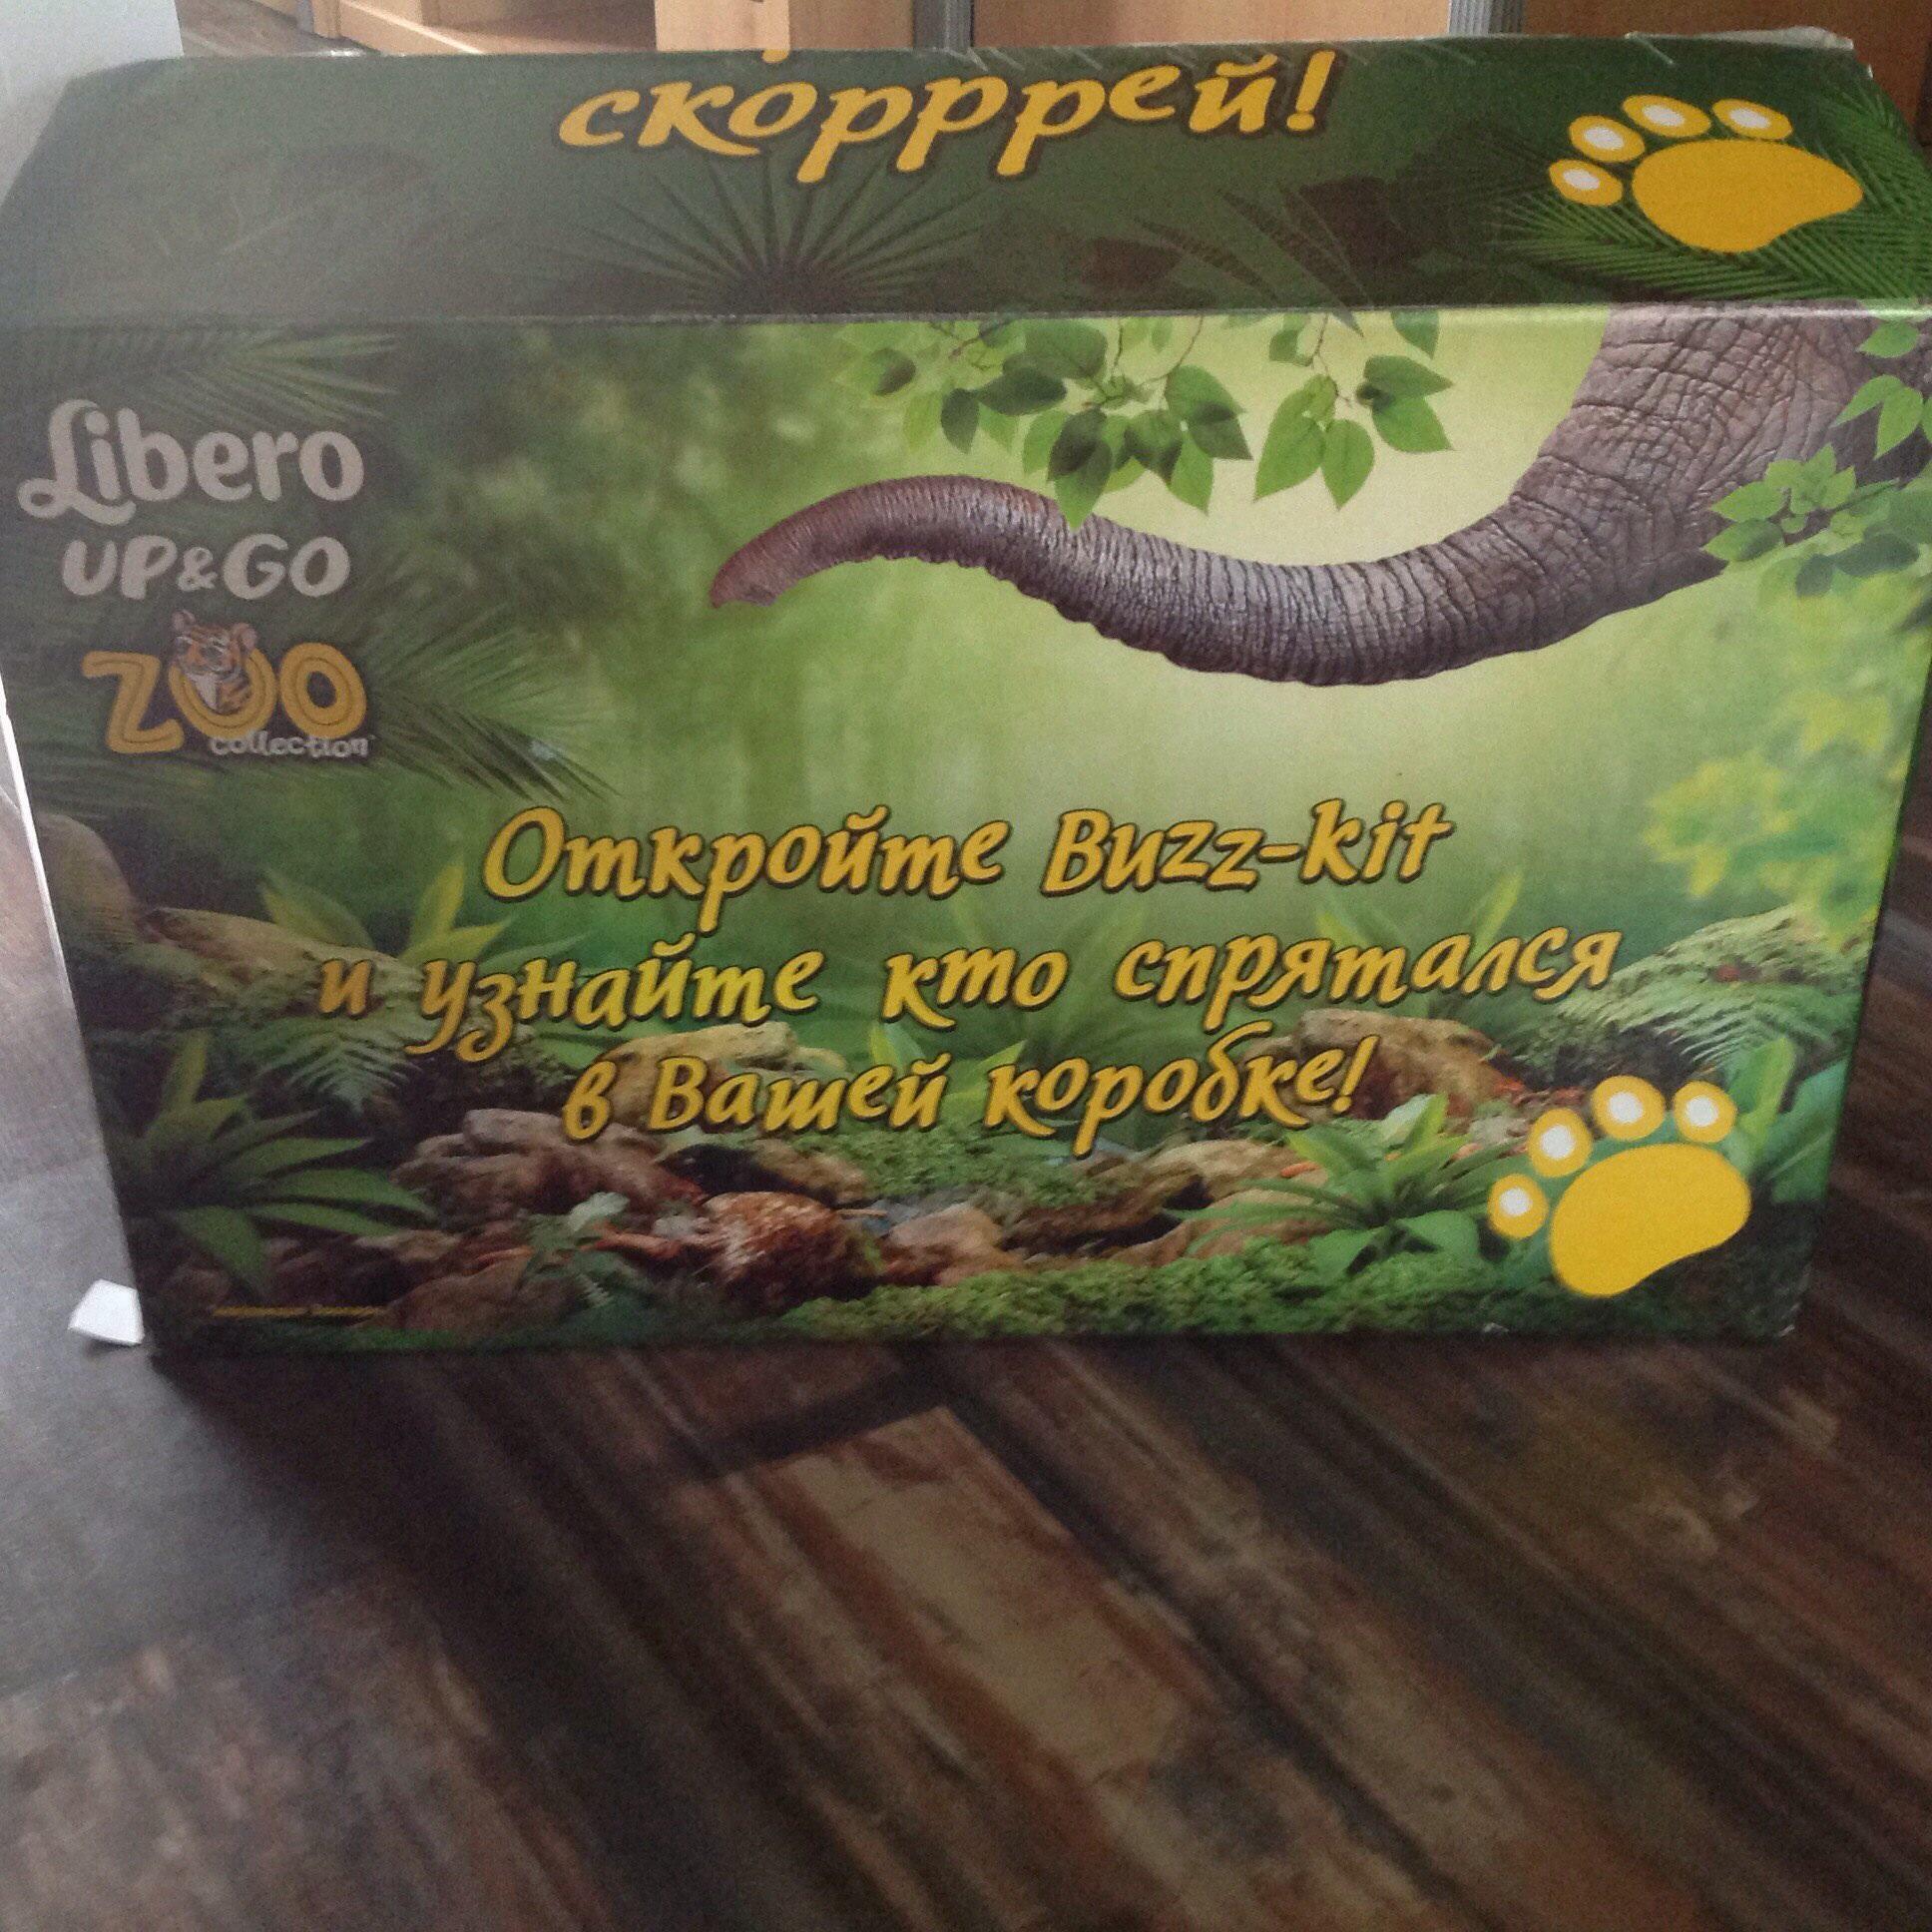 скорррей!
Libero
UP&GO
ZOO
collection
Откройте Buzz-kit
и узнайте кто спрятался
в Вашей коробке!